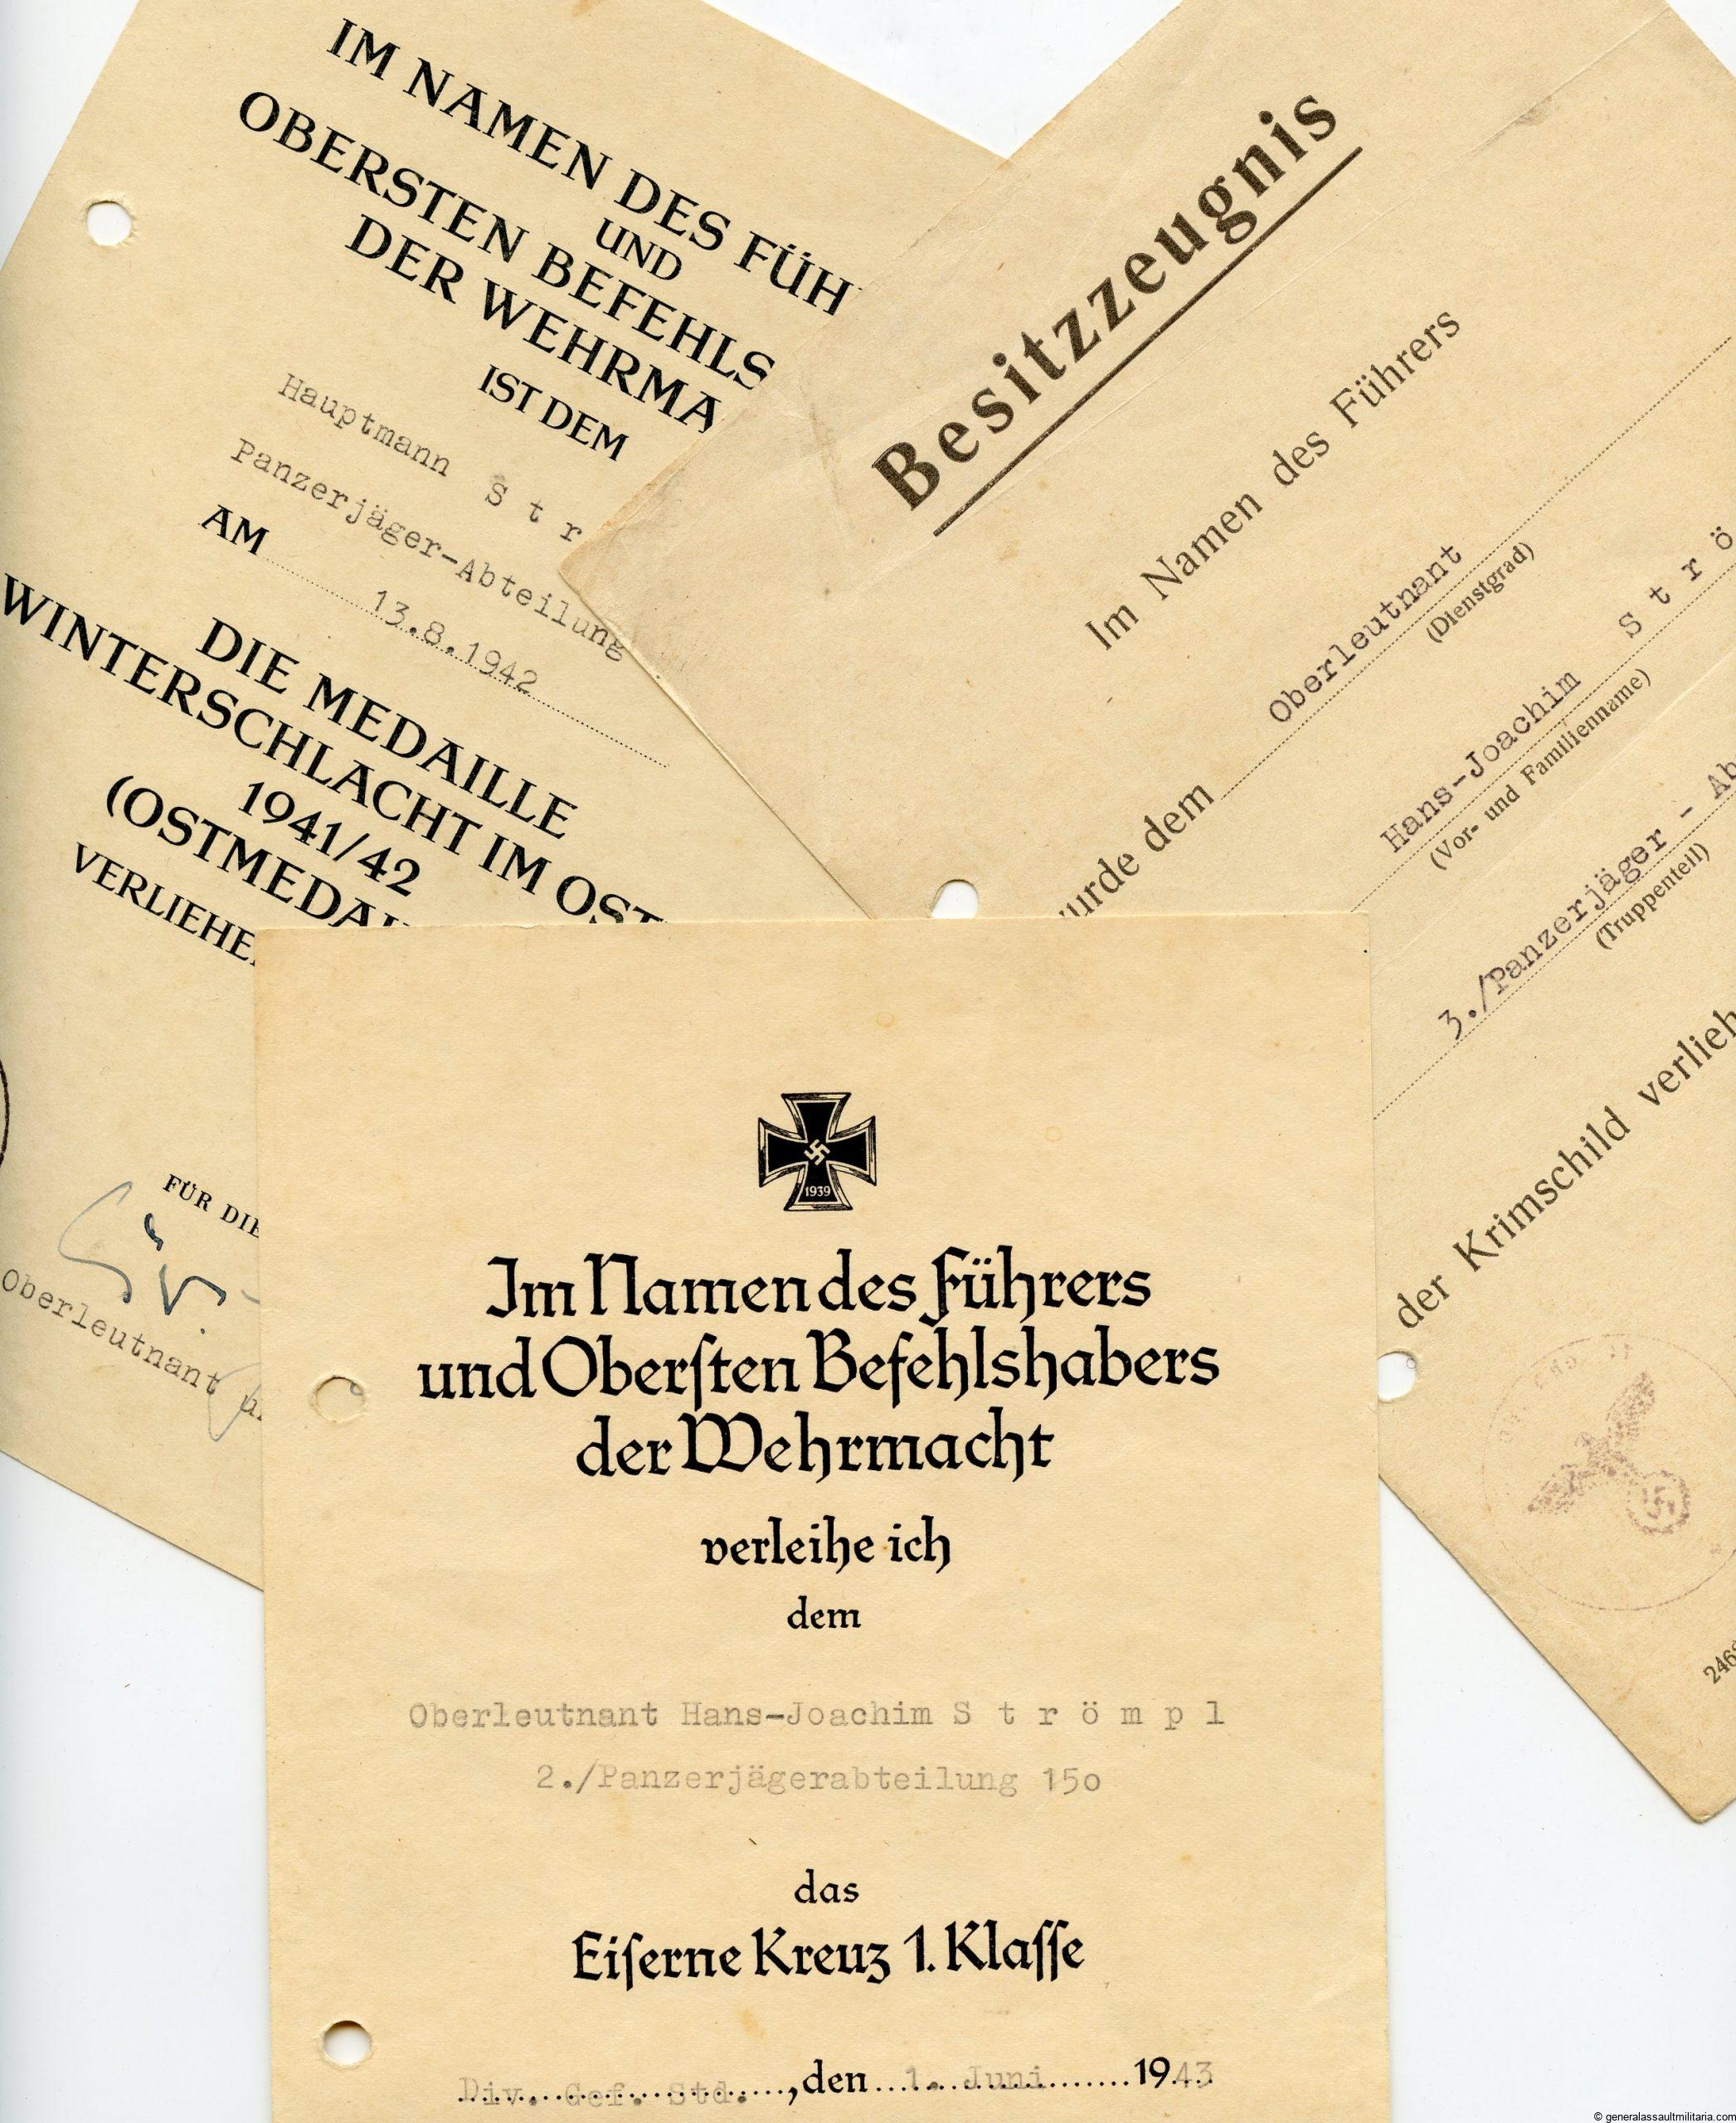 IM NAMEN DES FÜH
UND
OBERSTEN BEFEHLS
DER WEHRMA
IST DEM
Hauptmann S t r
Panzerjäger-Abteilung
AM 13.8.1942
DIE MEDAILLE
WINTERSCHLACHT IM OST
1941/42
(OSTMEDAI
VERLIEHE
FÜR DIE
Oberleutnant
Besitzzeugnis
Im Namen des Führers
urde dem Oberleutnant
(Dienstgrad)
Hans-Joachim S t r ö
(Vor- und Familienname)
3./Panzerjäger - Ab
(Truppenteil)
der Krimschild verlieh
246
1939
Im Namen des Führers
und Oberſten Befehlshabers
der Wehrmacht
verleihe ich
dem
Oberleutnant Hans-Joachim S t r ö m p l
2./Panzerjägerabteilung 15o
das
Eiſerne Kreuz 1. Klaſſe
Div. Gef. Std. , den 1. Juni 1943
© generalassaultmilitaria.com